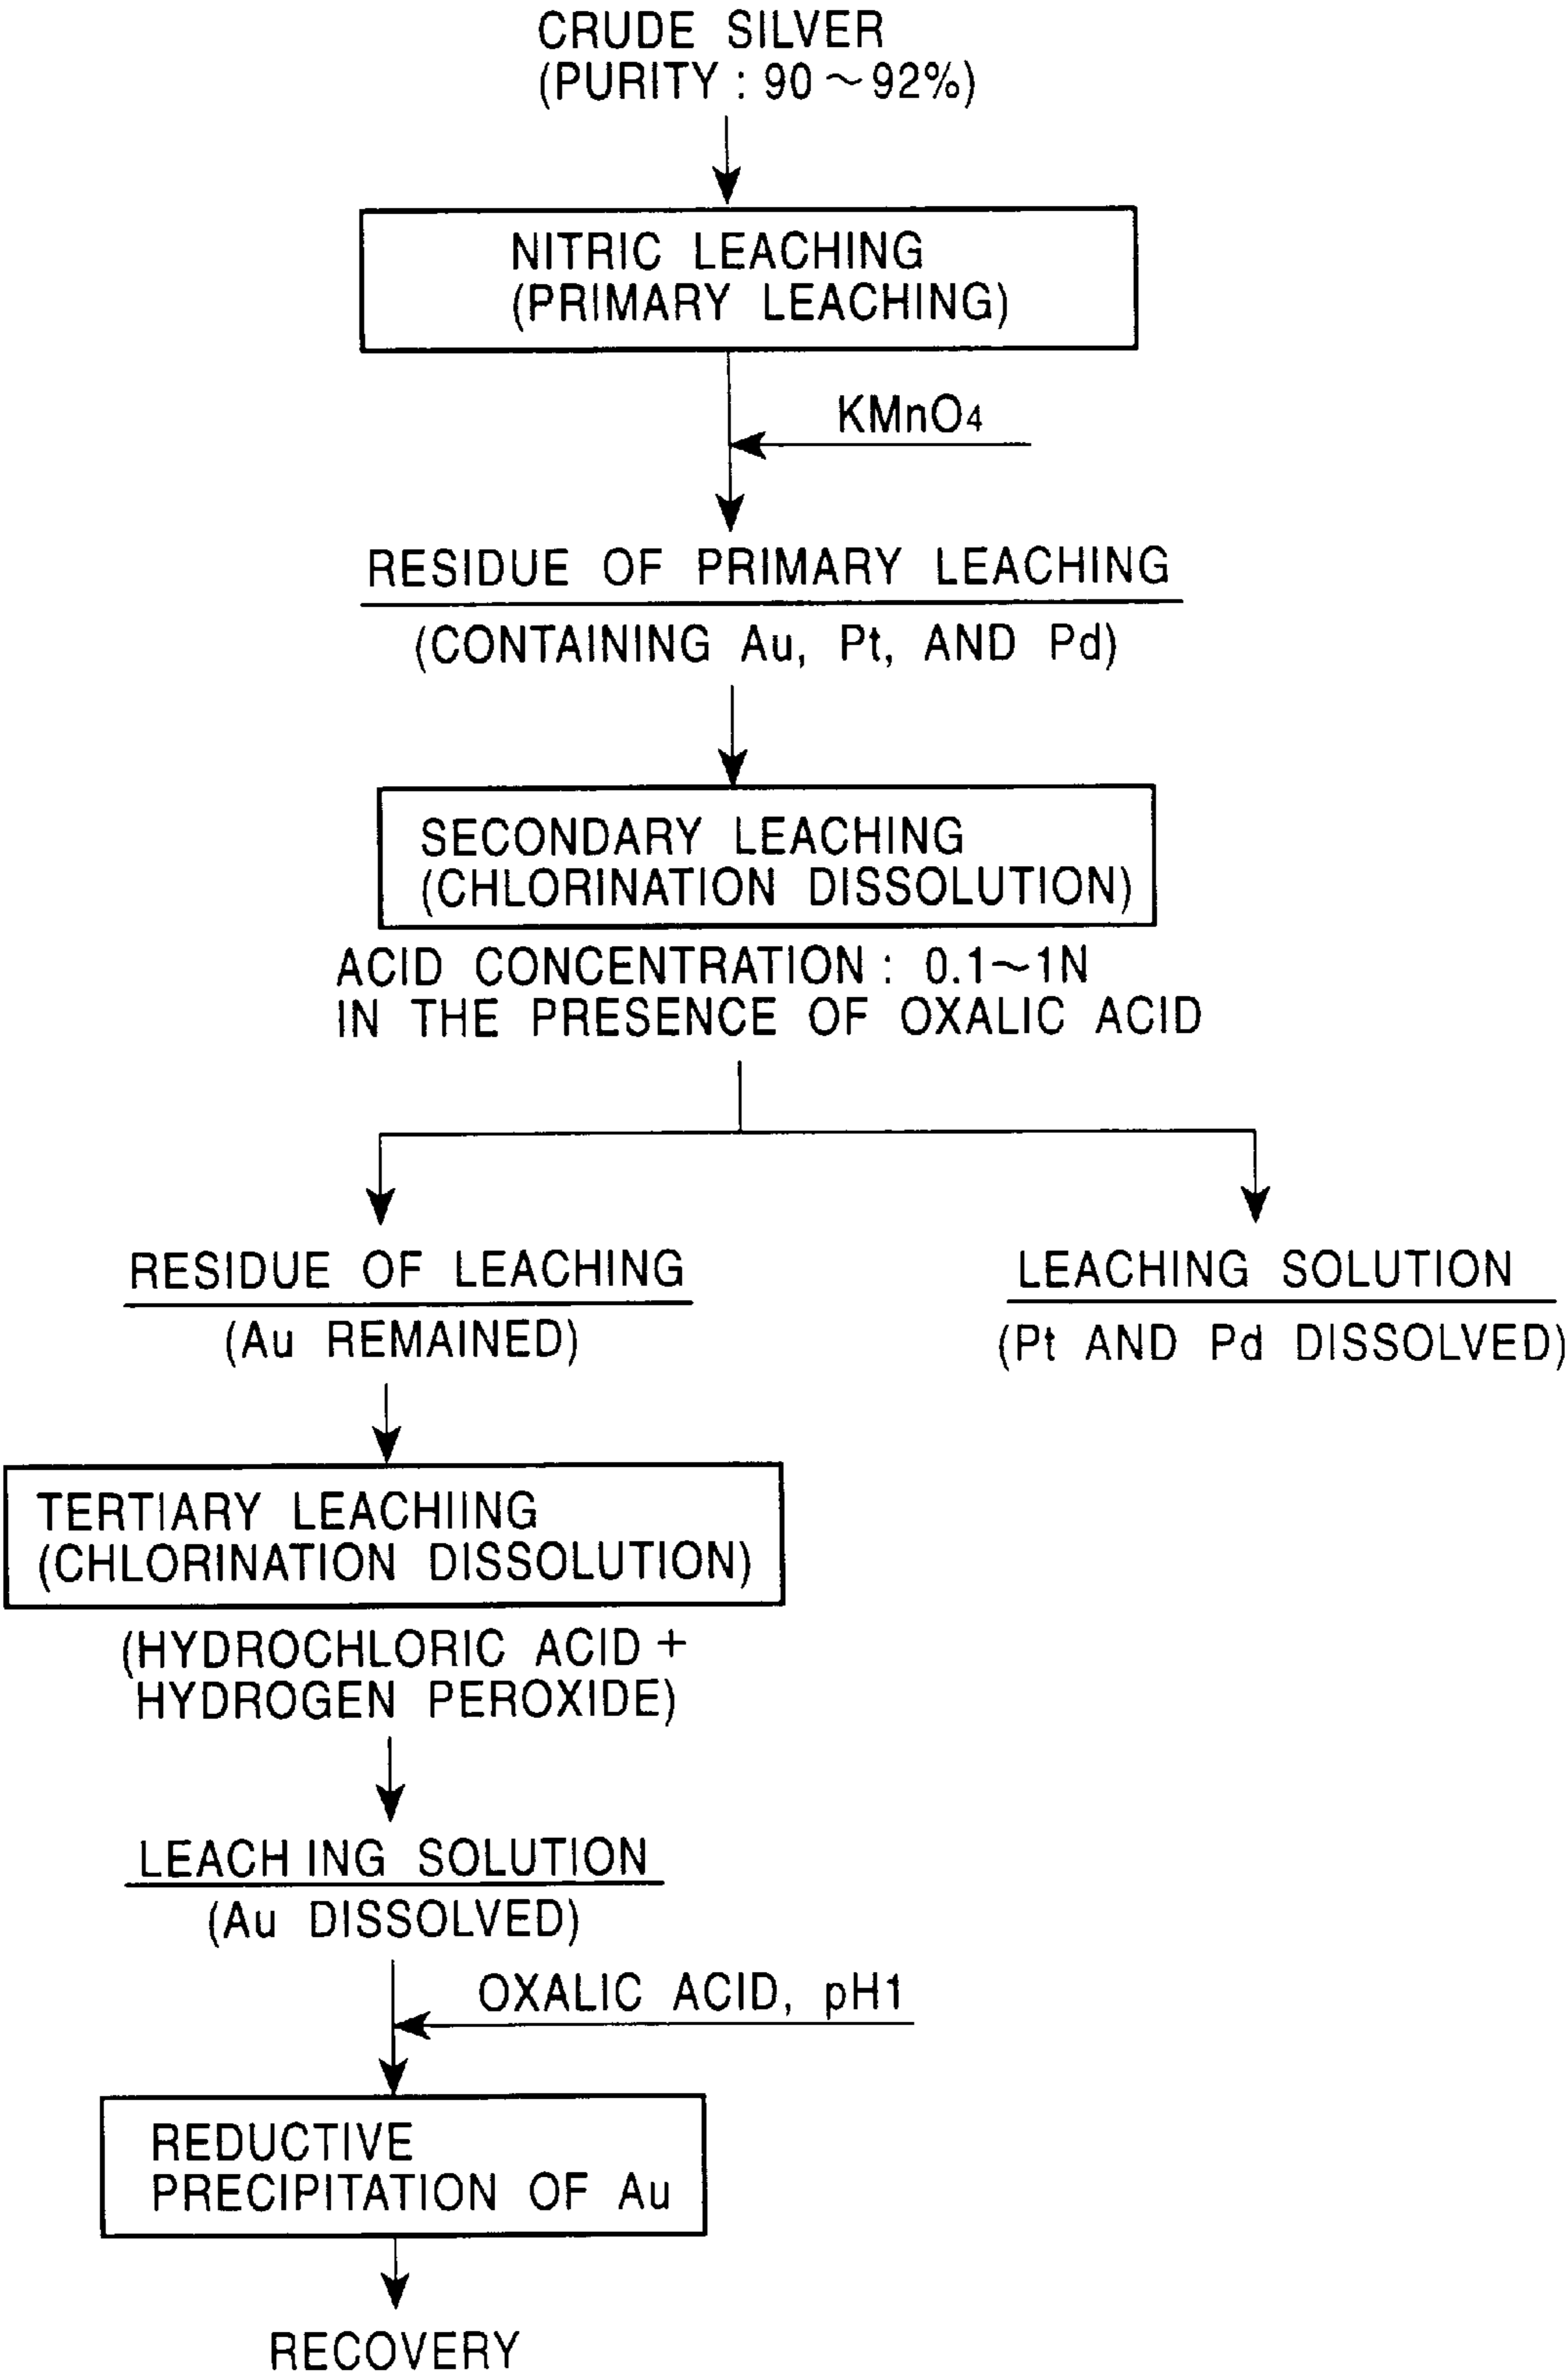 CRUDE SILVER
(PURITY : 90～92%)
NITRIC LEACHING
(PRIMARY LEACHING)
KMnO4
RESIDUE OF PRIMARY LEACHING
(CONTAINING Au, Pt, AND Pd)
SECONDARY LEACHING
(CHLORINATION DISSOLUTION)
ACID CONCENTRATION : 0.1～1N
IN THE PRESENCE OF OXALIC ACID
RESIDUE OF LEACHING
(Au REMAINED)
LEACHING SOLUTION
(Pt AND Pd DISSOLVED)
TERTIARY LEACHIING
(CHLORINATION DISSOLUTION)
(HYDROCHLORIC ACID +
HYDROGEN PEROXIDE)
LEACHING SOLUTION
(Au DISSOLVED)
OXALIC ACID, pH1
REDUCTIVE
PRECIPITATION OF Au
RECOVERY